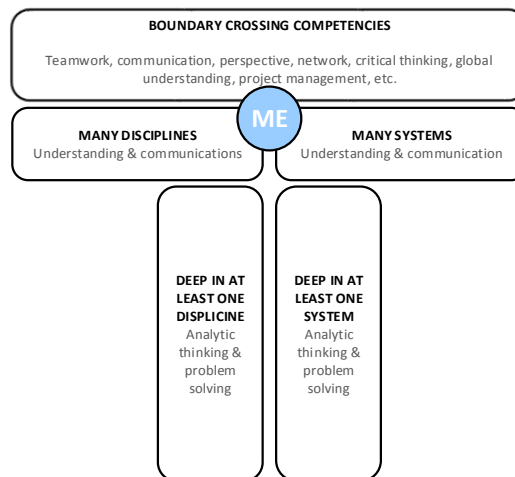 BOUNDARY CROSSING COMPETENCIES
Teamwork, communication, perspective, network, critical thinking, global
understanding, project management, etc.
ME
MANY DISCIPLINES
Understanding & communications
MANY SYSTEMS
Understanding & communication
DEEP IN AT
LEAST ONE
DISPLICINE
Analytic
thinking &
problem
solving
DEEP IN AT
LEAST ONE
SYSTEM
Analytic
thinking &
problem
solving